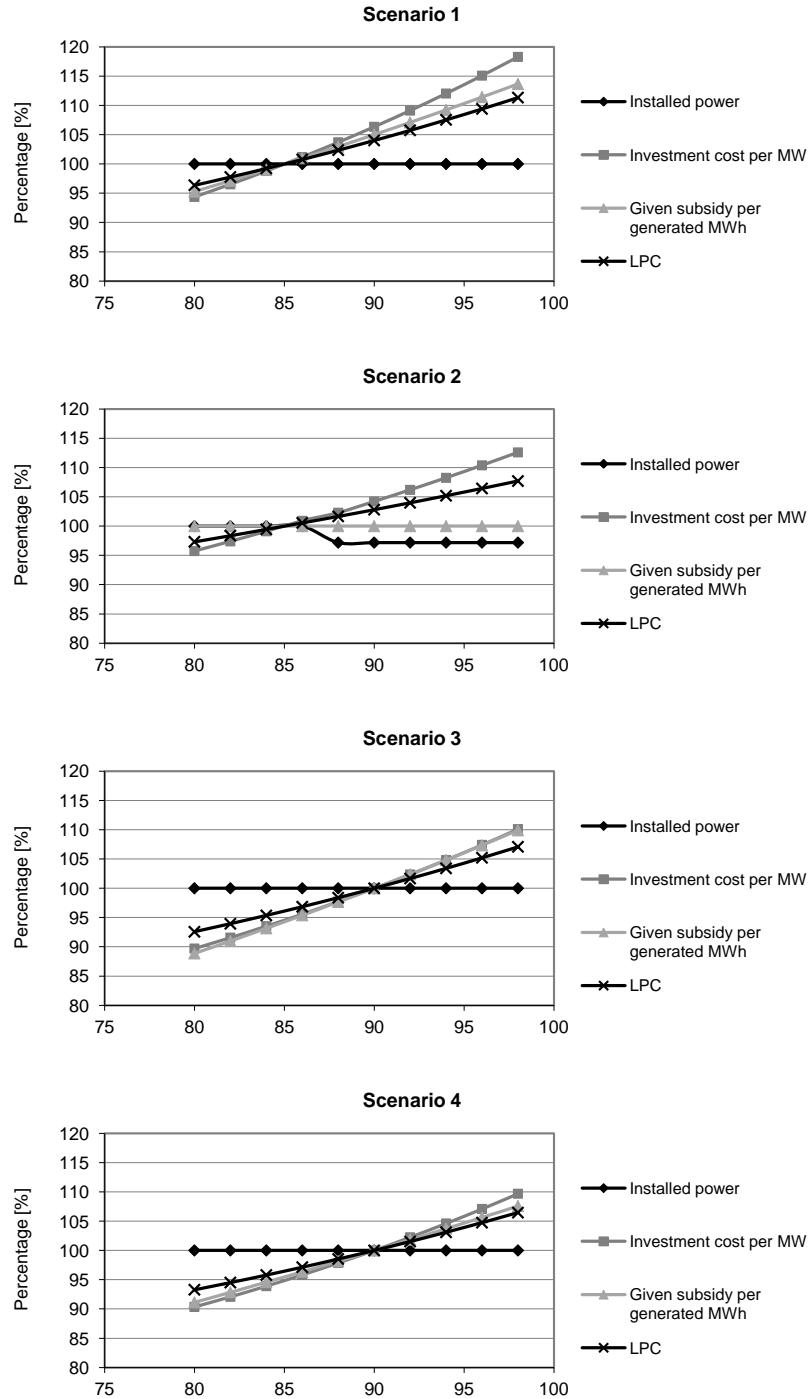 Scenario 1
120
115
110
105
100
95
90
85
80
Percentage [%]
75
80
85
90
95
100
Installed power
Investment cost per MW
Given subsidy per
generated MWh
LPC
Scenario 2
120
115
110
105
100
95
90
85
80
Percentage [%]
75
80
85
90
95
100
Installed power
Investment cost per MW
Given subsidy per
generated MWh
LPC
Scenario 3
120
115
110
105
100
95
90
85
80
Percentage [%]
75
80
85
90
95
100
Installed power
Investment cost per MW
Given subsidy per
generated MWh
LPC
Scenario 4
120
115
110
105
100
95
90
85
80
Percentage [%]
75
80
85
90
95
100
Installed power
Investment cost per MW
Given subsidy per
generated MWh
LPC